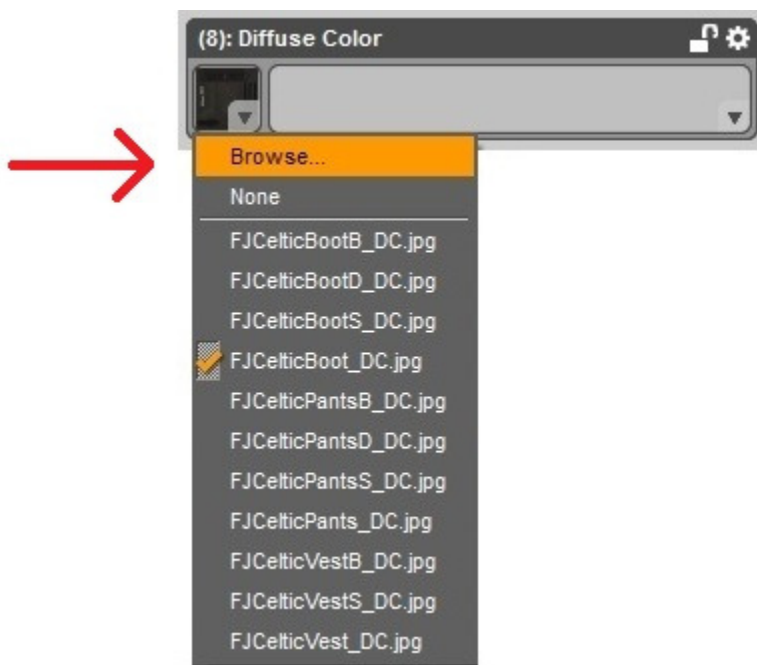 (8): Diffuse Color
Browse...
None
FJCelticBootB_DC.jpg
FJCelticBootD_DC.jpg
FJCelticBootS_DC.jpg
FJCelticBoot_DC.jpg
FJCelticPantsB_DC.jpg
FJCelticPantsD_DC.jpg
FJCelticPantsS_DC.jpg
FJCelticPants_DC.jpg
FJCelticVestB_DC.jpg
FJCelticVestS_DC.jpg
FJCelticVest_DC.jpg